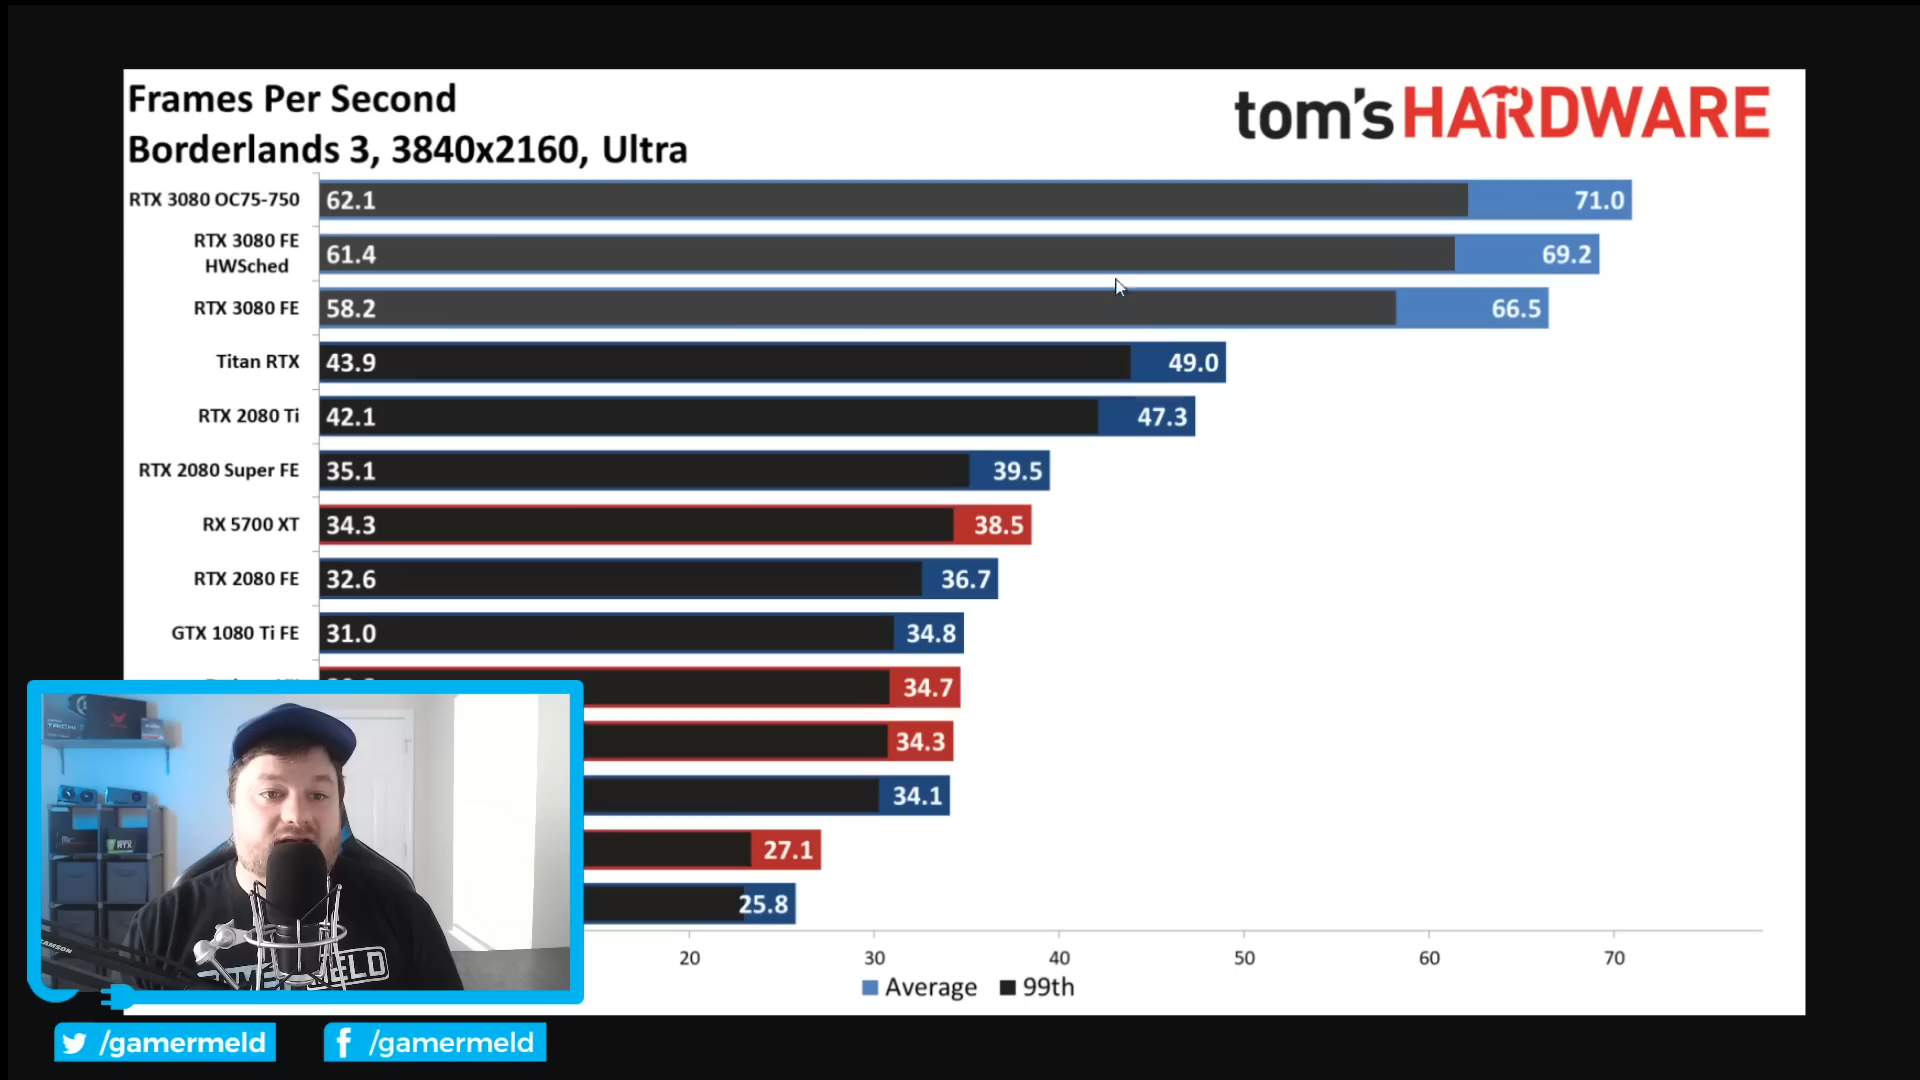 Frames Per Second
tom's HARDWARE
Borderlands 3, 3840x2160, Ultra
RTX 3080 OC75-750 62.1 71.0
RTX 3080 FE
HWSched 61.4 69.2
RTX 3080 FE 58.2 66.5
Titan RTX 43.9 49.0
RTX 2080 Ti 42.1 47.3
RTX 2080 Super FE 35.1 39.5
RX 5700 XT 34.3 38.5
RTX 2080 FE 32.6 36.7
GTX 1080 Ti FE 31.0 34.8
34.7
34.3
34.1
27.1
25.8
20 30 40 50 60 70
Average 99th
TAICHI
RTX
SAMSON
/gamermeld /gamermeld